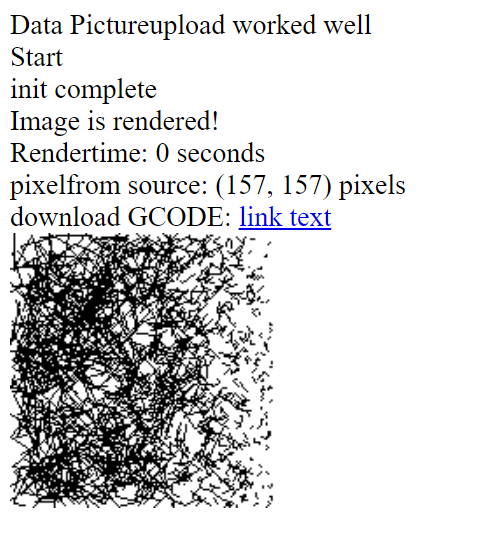 Data Pictureupload worked well
Start
init complete
Image is rendered!
Rendertime: 0 seconds
pixelfrom source: (157, 157) pixels
download GCODE: link text